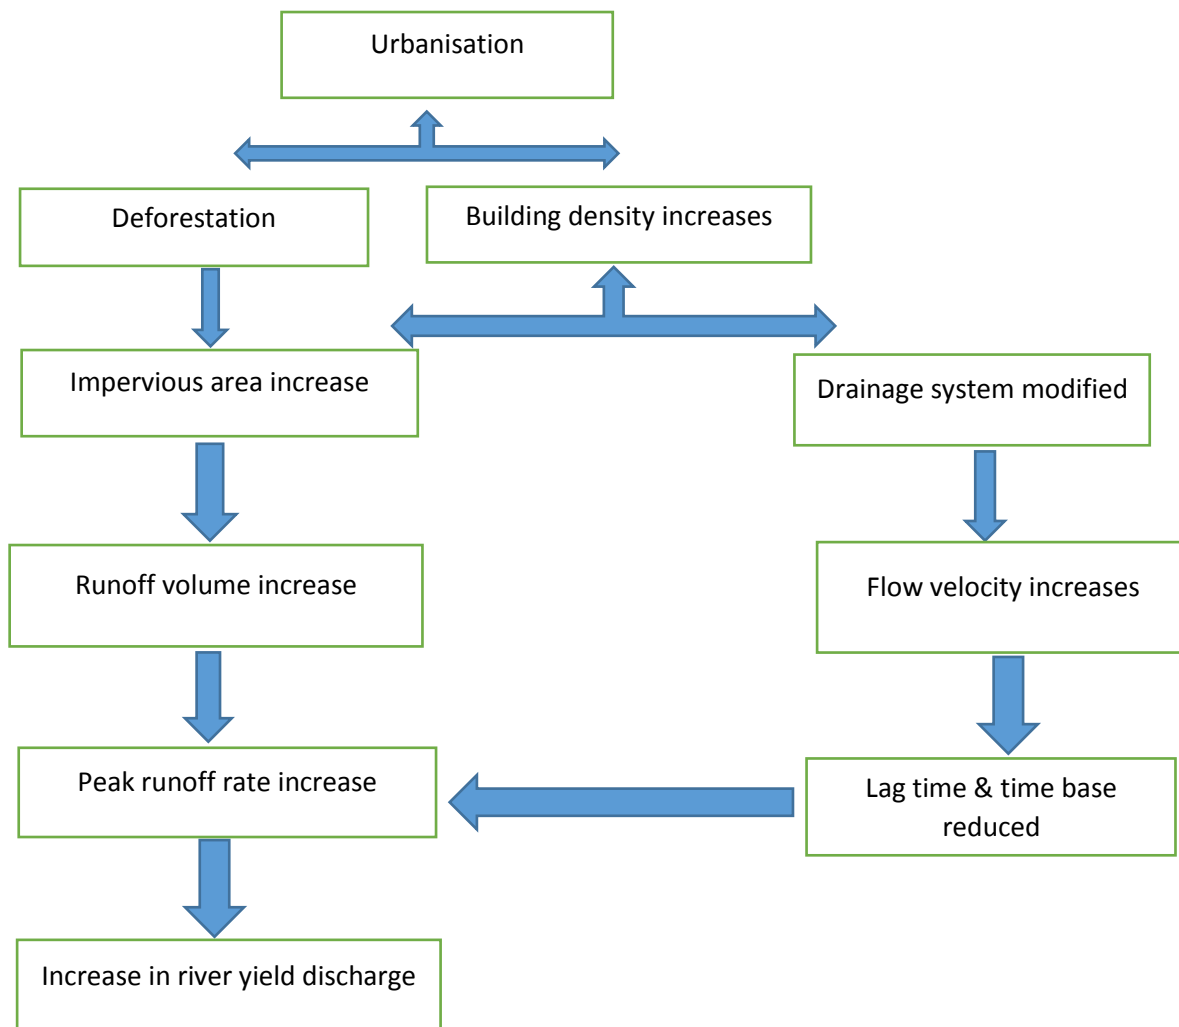 Urbanisation
Deforestation
Building density increases
Impervious area increase
Drainage system modified
Runoff volume increase
Flow velocity increases
Peak runoff rate increase
Lag time & time base
reduced
Increase in river yield discharge